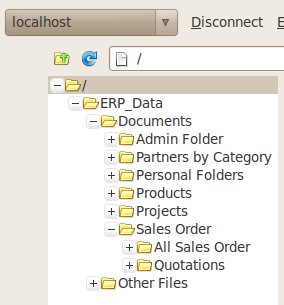 localhost Disconnect
/
/
ERP_Data
Documents
Admin Folder
Partners by Category
Personal Folders
Products
Projects
Sales Order
All Sales Order
Quotations
Other Files